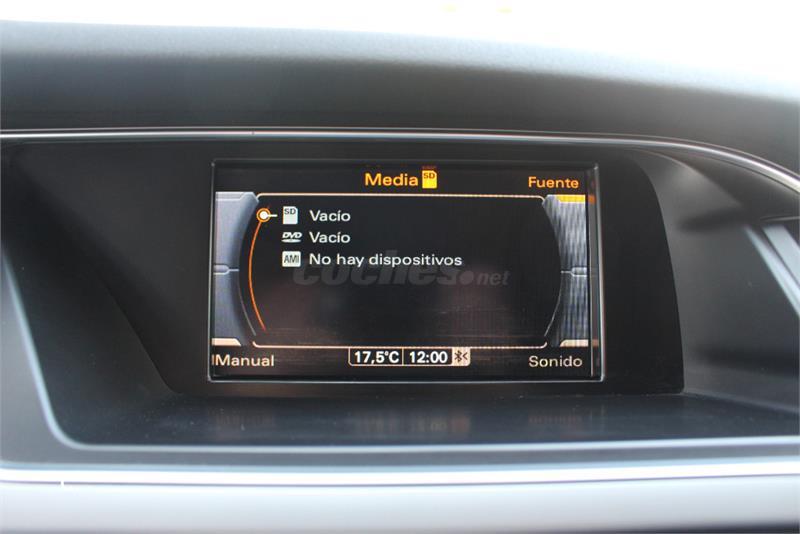 Media SD Fuente
SD Vacío
DVD Vacío
AMI No hay dispositivos
coches.net
Manual 17,5°C 12:00 Sonido